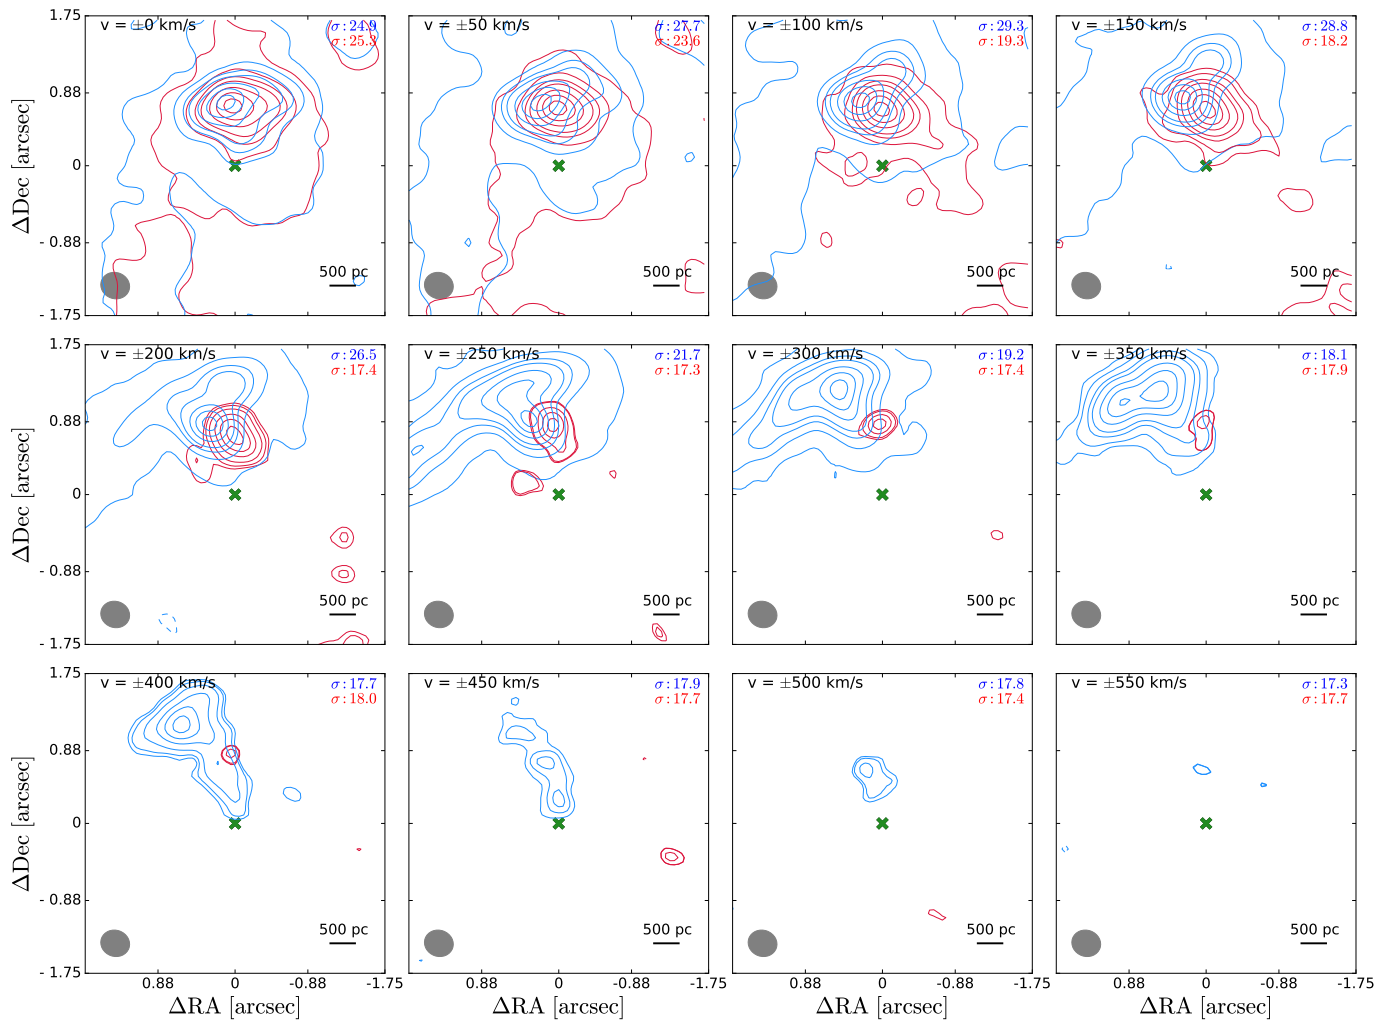 1.75
0.88
0
- 0.88
- 1.75
ΔDec [arcsec]
v = ±0 km/s
σ : 24.9
σ : 25.3
500 pc
v = ±50 km/s
σ : 27.7
σ : 23.6
500 pc
v = ±100 km/s
σ : 29.3
σ : 19.3
500 pc
v = ±150 km/s
σ : 28.8
σ : 18.2
500 pc
1.75
0.88
0
- 0.88
- 1.75
ΔDec [arcsec]
v = ±200 km/s
σ : 26.5
σ : 17.4
500 pc
v = ±250 km/s
σ : 21.7
σ : 17.3
500 pc
v = ±300 km/s
σ : 19.2
σ : 17.4
500 pc
v = ±350 km/s
σ : 18.1
σ : 17.9
500 pc
1.75
0.88
0
- 0.88
- 1.75
ΔDec [arcsec]
v = ±400 km/s
σ : 17.7
σ : 18.0
500 pc
v = ±450 km/s
σ : 17.9
σ : 17.7
500 pc
v = ±500 km/s
σ : 17.8
σ : 17.4
500 pc
v = ±550 km/s
σ : 17.3
σ : 17.7
500 pc
0.88 0 -0.88 -1.75
0.88 0 -0.88 -1.75
0.88 0 -0.88 -1.75
0.88 0 -0.88 -1.75
ΔRA [arcsec]
ΔRA [arcsec]
ΔRA [arcsec]
ΔRA [arcsec]